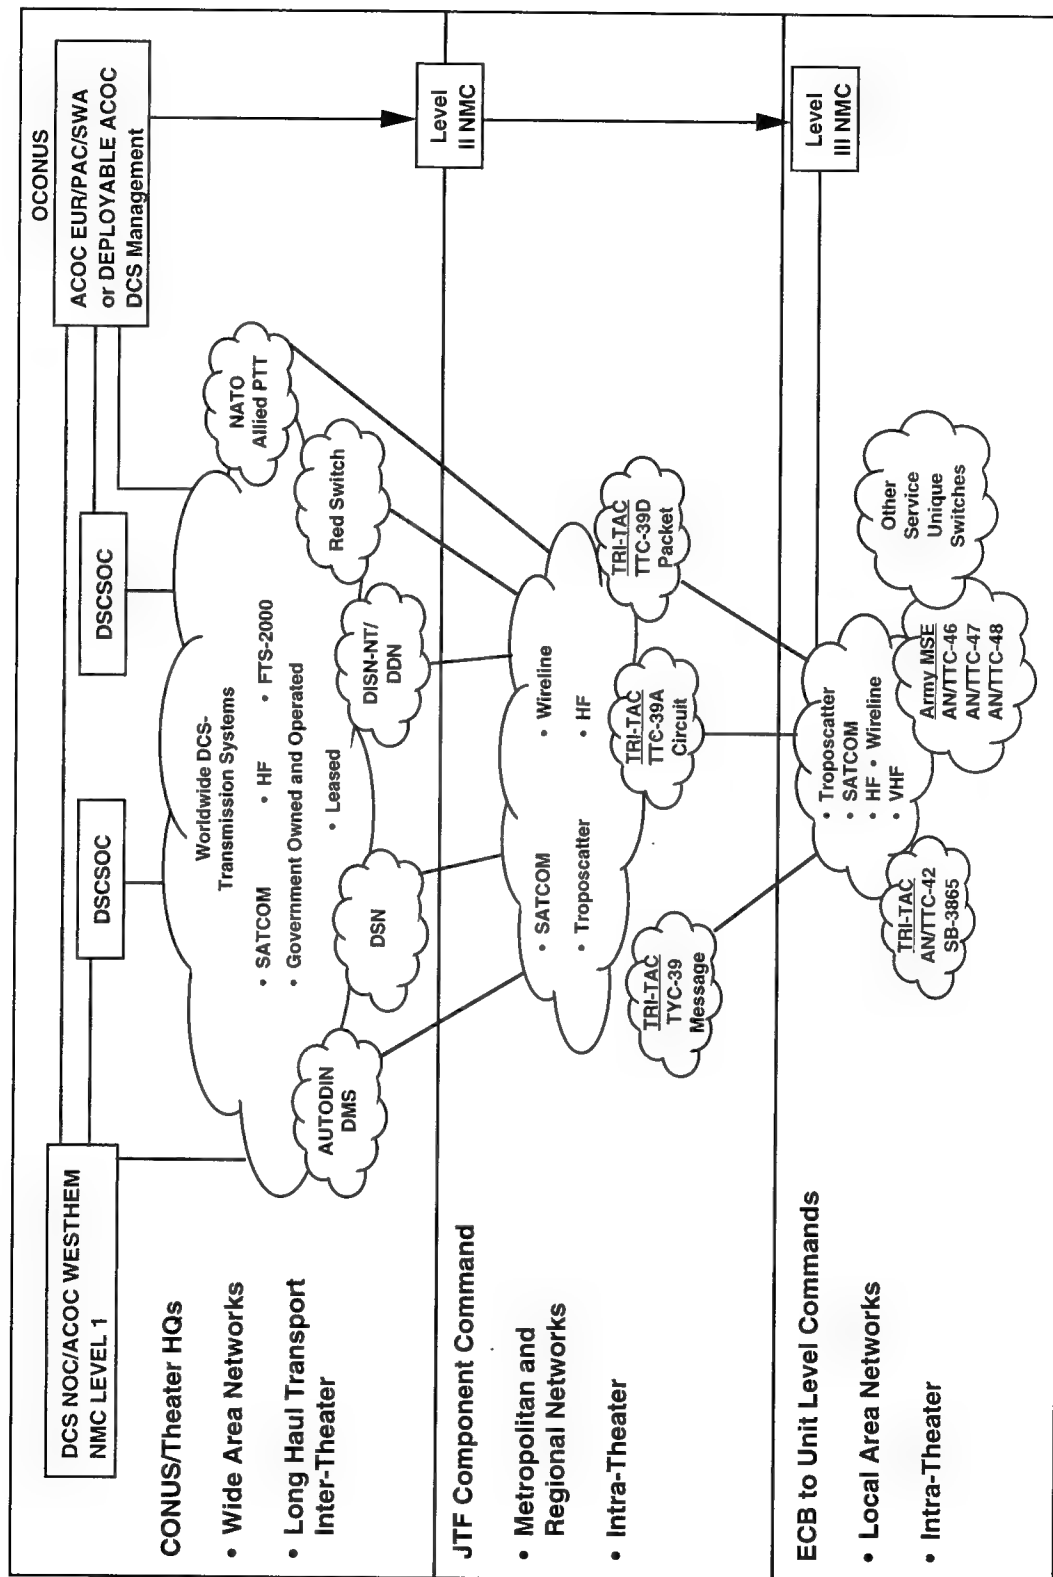 OCONUS
DCS NOC/ACOC WESTHEM
NMC LEVEL 1
DSCSOC
DSCSOC
ACOC EUR/PAC/SWA
or DEPLOYABLE ACOC
DCS Management
CONUS/Theater HQs
• Wide Area Networks
• Long Haul Transport
Inter-Theater
Worldwide DCS-
Transmission Systems
• SATCOM
• HF
• FTS-2000
• Government Owned and Operated
• Leased
AUTODIN
DMS
DSN
DISN-NT/
DDN
Red Switch
NATO
Allied PTT
Level
II NMC
JTF Component Command
• Metropolitan and
Regional Networks
• Intra-Theater
• SATCOM
• Wireline
• Troposcatter
• HF
TRI-TAC
TYC-39
Message
TRI-TAC
TTC-39A
Circuit
TRI-TAC
TTC-39D
Packet
Level
III NMC
ECB to Unit Level Commands
• Local Area Networks
• Intra-Theater
• Troposcatter
• SATCOM
• HF • Wireline
• VHF
TRI-TAC
AN/TTC-42
SB-3865
Army MSE
AN/TTC-46
AN/TTC-47
AN/TTC-48
Other
Service
Unique
Switches